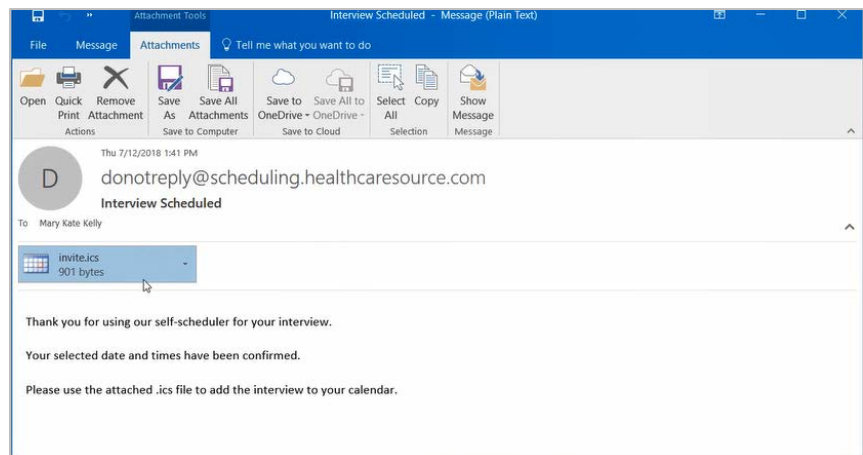 Attachment Tools
Interview Scheduled - Message (Plain Text)
File Message Attachments Tell me what you want to do
Open Quick Print Remove Attachment Save As Save All Attachments Save to OneDrive Save All to OneDrive Select All Copy Show Message
Actions Save to Computer Save to Cloud Selection Message
Thu 7/12/2018 1:41 PM
D
donotreply@scheduling.healthcaresource.com
Interview Scheduled
To Mary Kate Kelly
invite.ics
901 bytes
Thank you for using our self-scheduler for your interview.
Your selected date and times have been confirmed.
Please use the attached .ics file to add the interview to your calendar.